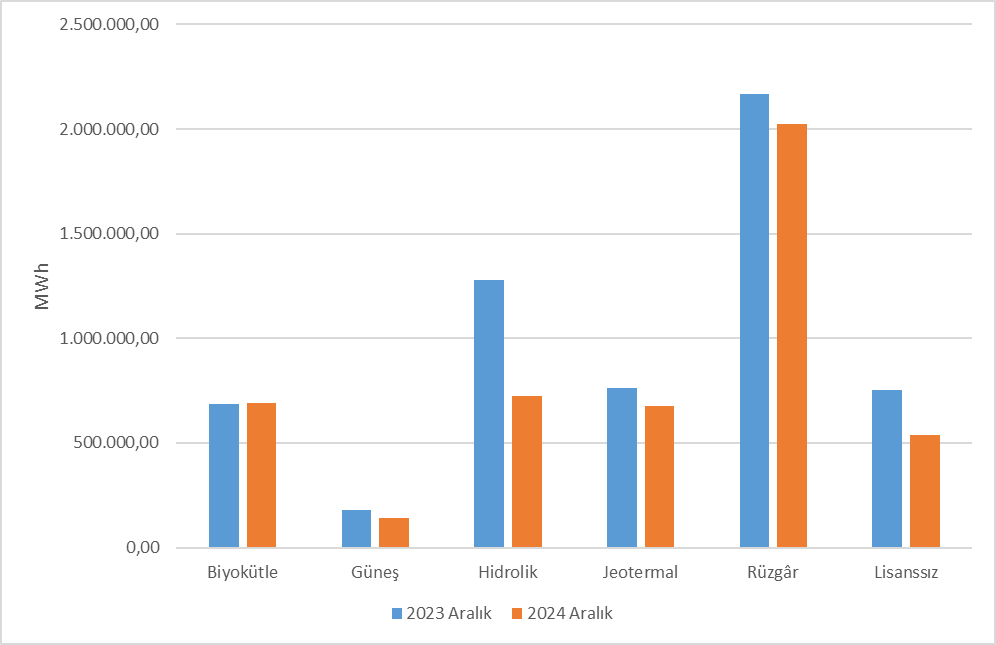 2.500.000,00
2.000.000,00
1.500.000,00
1.000.000,00
500.000,00
0,00
MWh
Biyokütle Güneş Hidrolik Jeotermal Rüzgâr Lisanssız
2023 Aralık 2024 Aralık